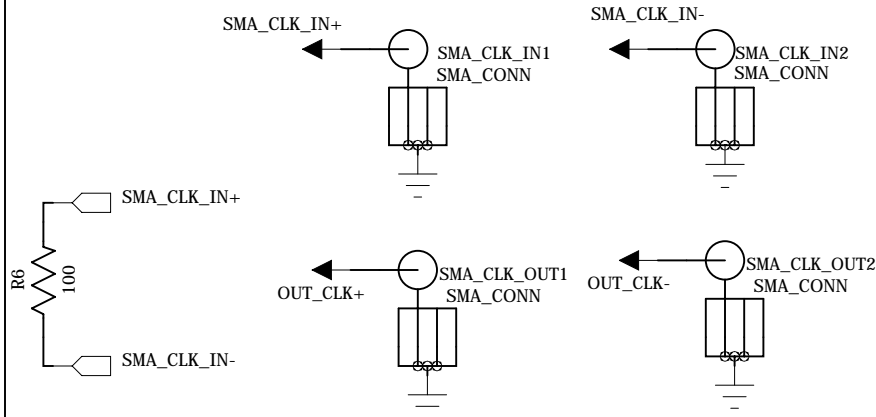 SMA_CLK_IN+
SMA_CLK_IN1
SMA_CONN
SMA_CLK_IN-
SMA_CLK_IN2
SMA_CONN
SMA_CLK_IN+
R6
100
SMA_CLK_IN-
OUT_CLK+
SMA_CLK_OUT1
SMA_CONN
OUT_CLK-
SMA_CLK_OUT2
SMA_CONN